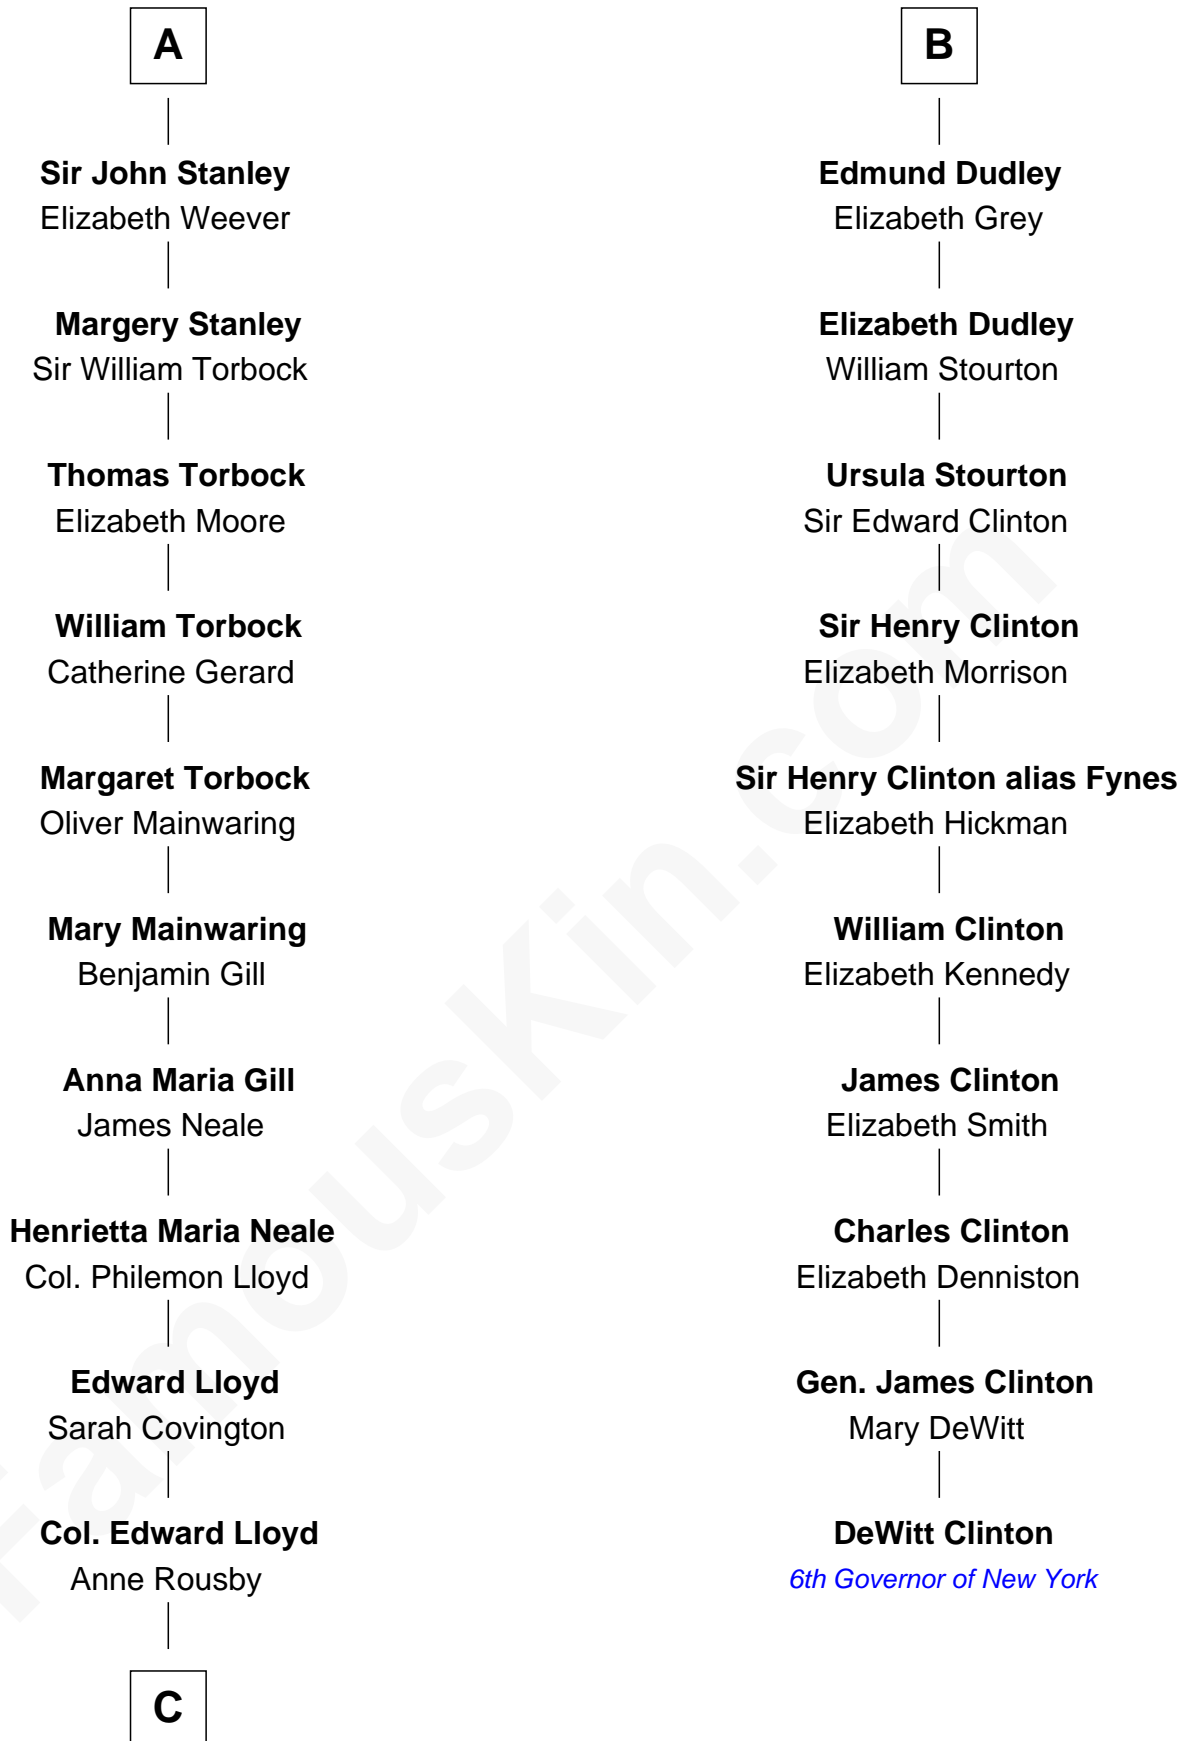 A
Sir John Stanley
Elizabeth Weever
Margery Stanley
Sir William Torbock
Thomas Torbock
Elizabeth Moore
William Torbock
Catherine Gerard
Margaret Torbock
Oliver Mainwaring
Mary Mainwaring
Benjamin Gill
Anna Maria Gill
James Neale
Henrietta Maria Neale
Col. Philemon Lloyd
Edward Lloyd
Sarah Covington
Col. Edward Lloyd
Anne Rousby
C
B
Edmund Dudley
Elizabeth Grey
Elizabeth Dudley
William Stourton
Ursula Stourton
Sir Edward Clinton
Sir Henry Clinton
Elizabeth Morrison
Sir Henry Clinton alias Fynes
Elizabeth Hickman
William Clinton
Elizabeth Kennedy
James Clinton
Elizabeth Smith
Charles Clinton
Elizabeth Denniston
Gen. James Clinton
Mary DeWitt
DeWitt Clinton
6th Governor of New York
FamousKin.com